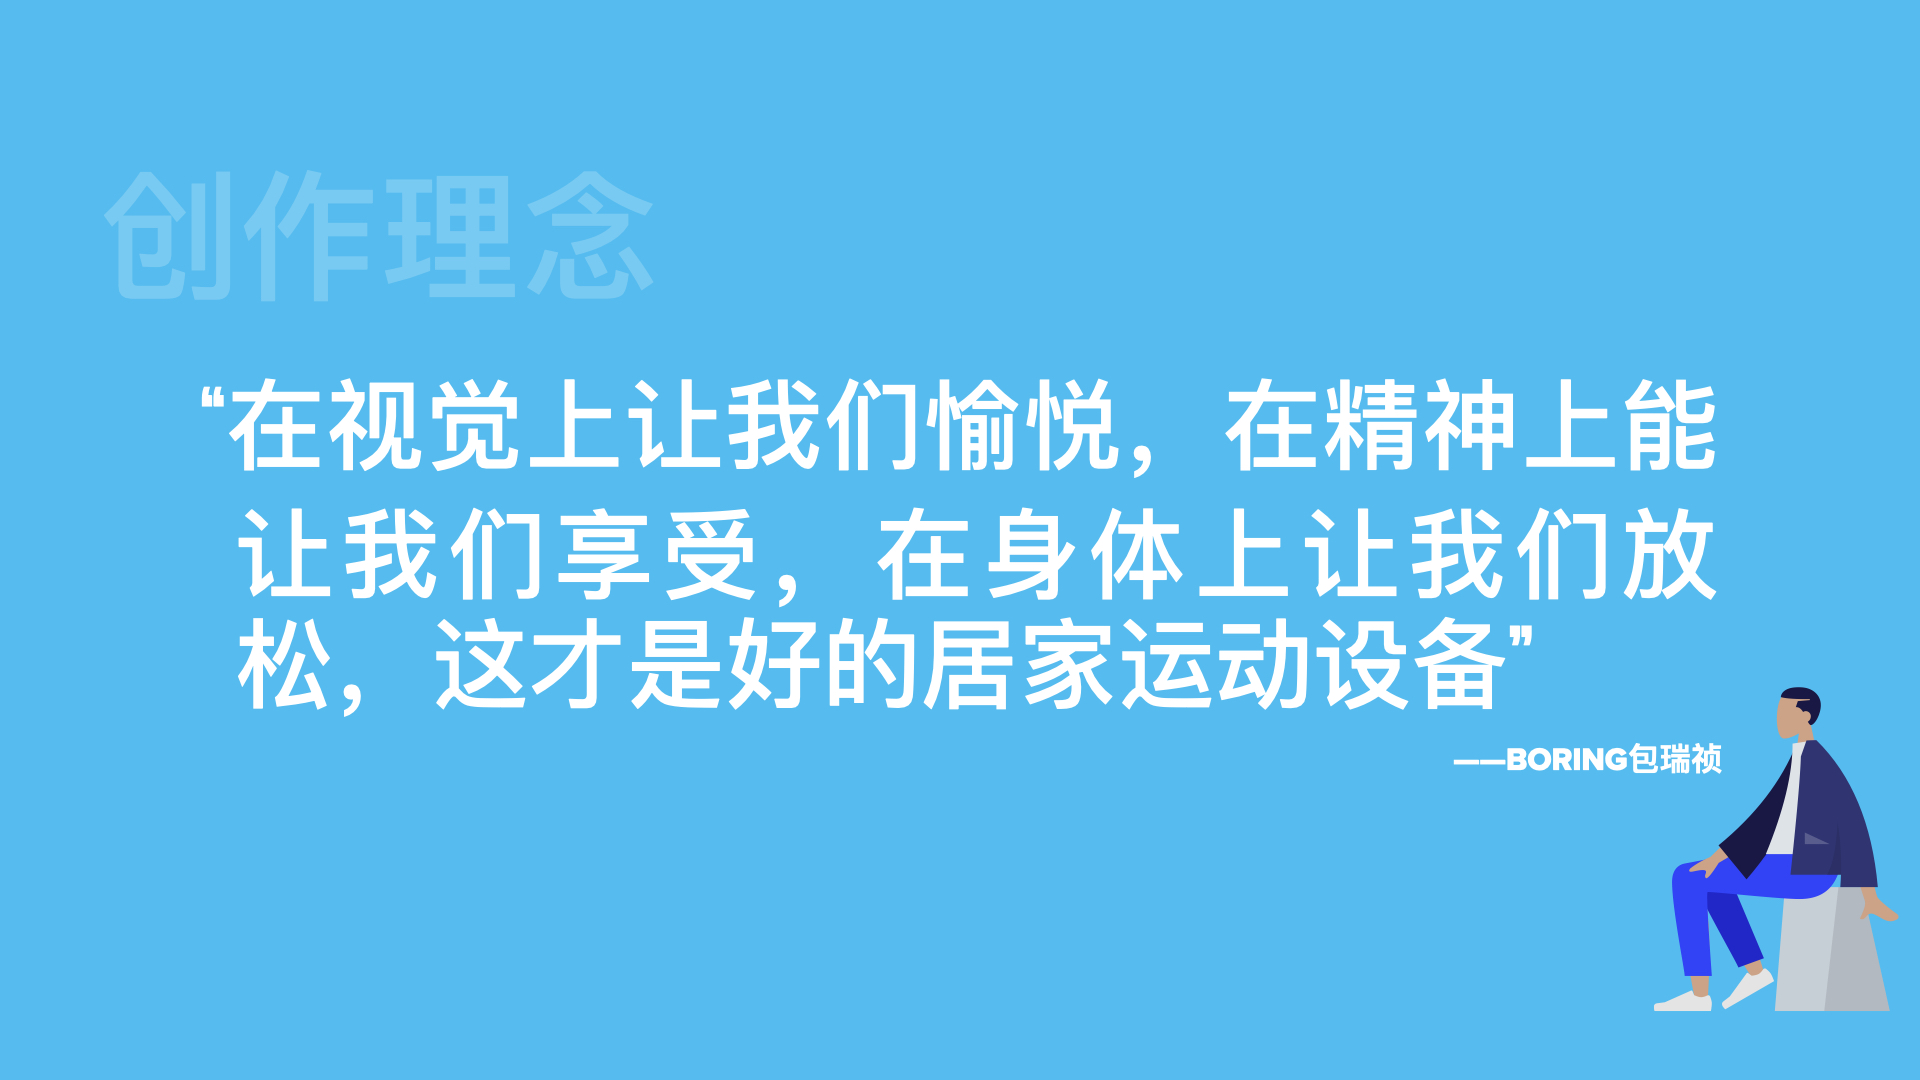 创作理念
“在视觉上让我们愉悦，在精神上能
让我们享受，在身体上让我们放
松，这才是好的居家运动设备”
——BORING包瑞祯